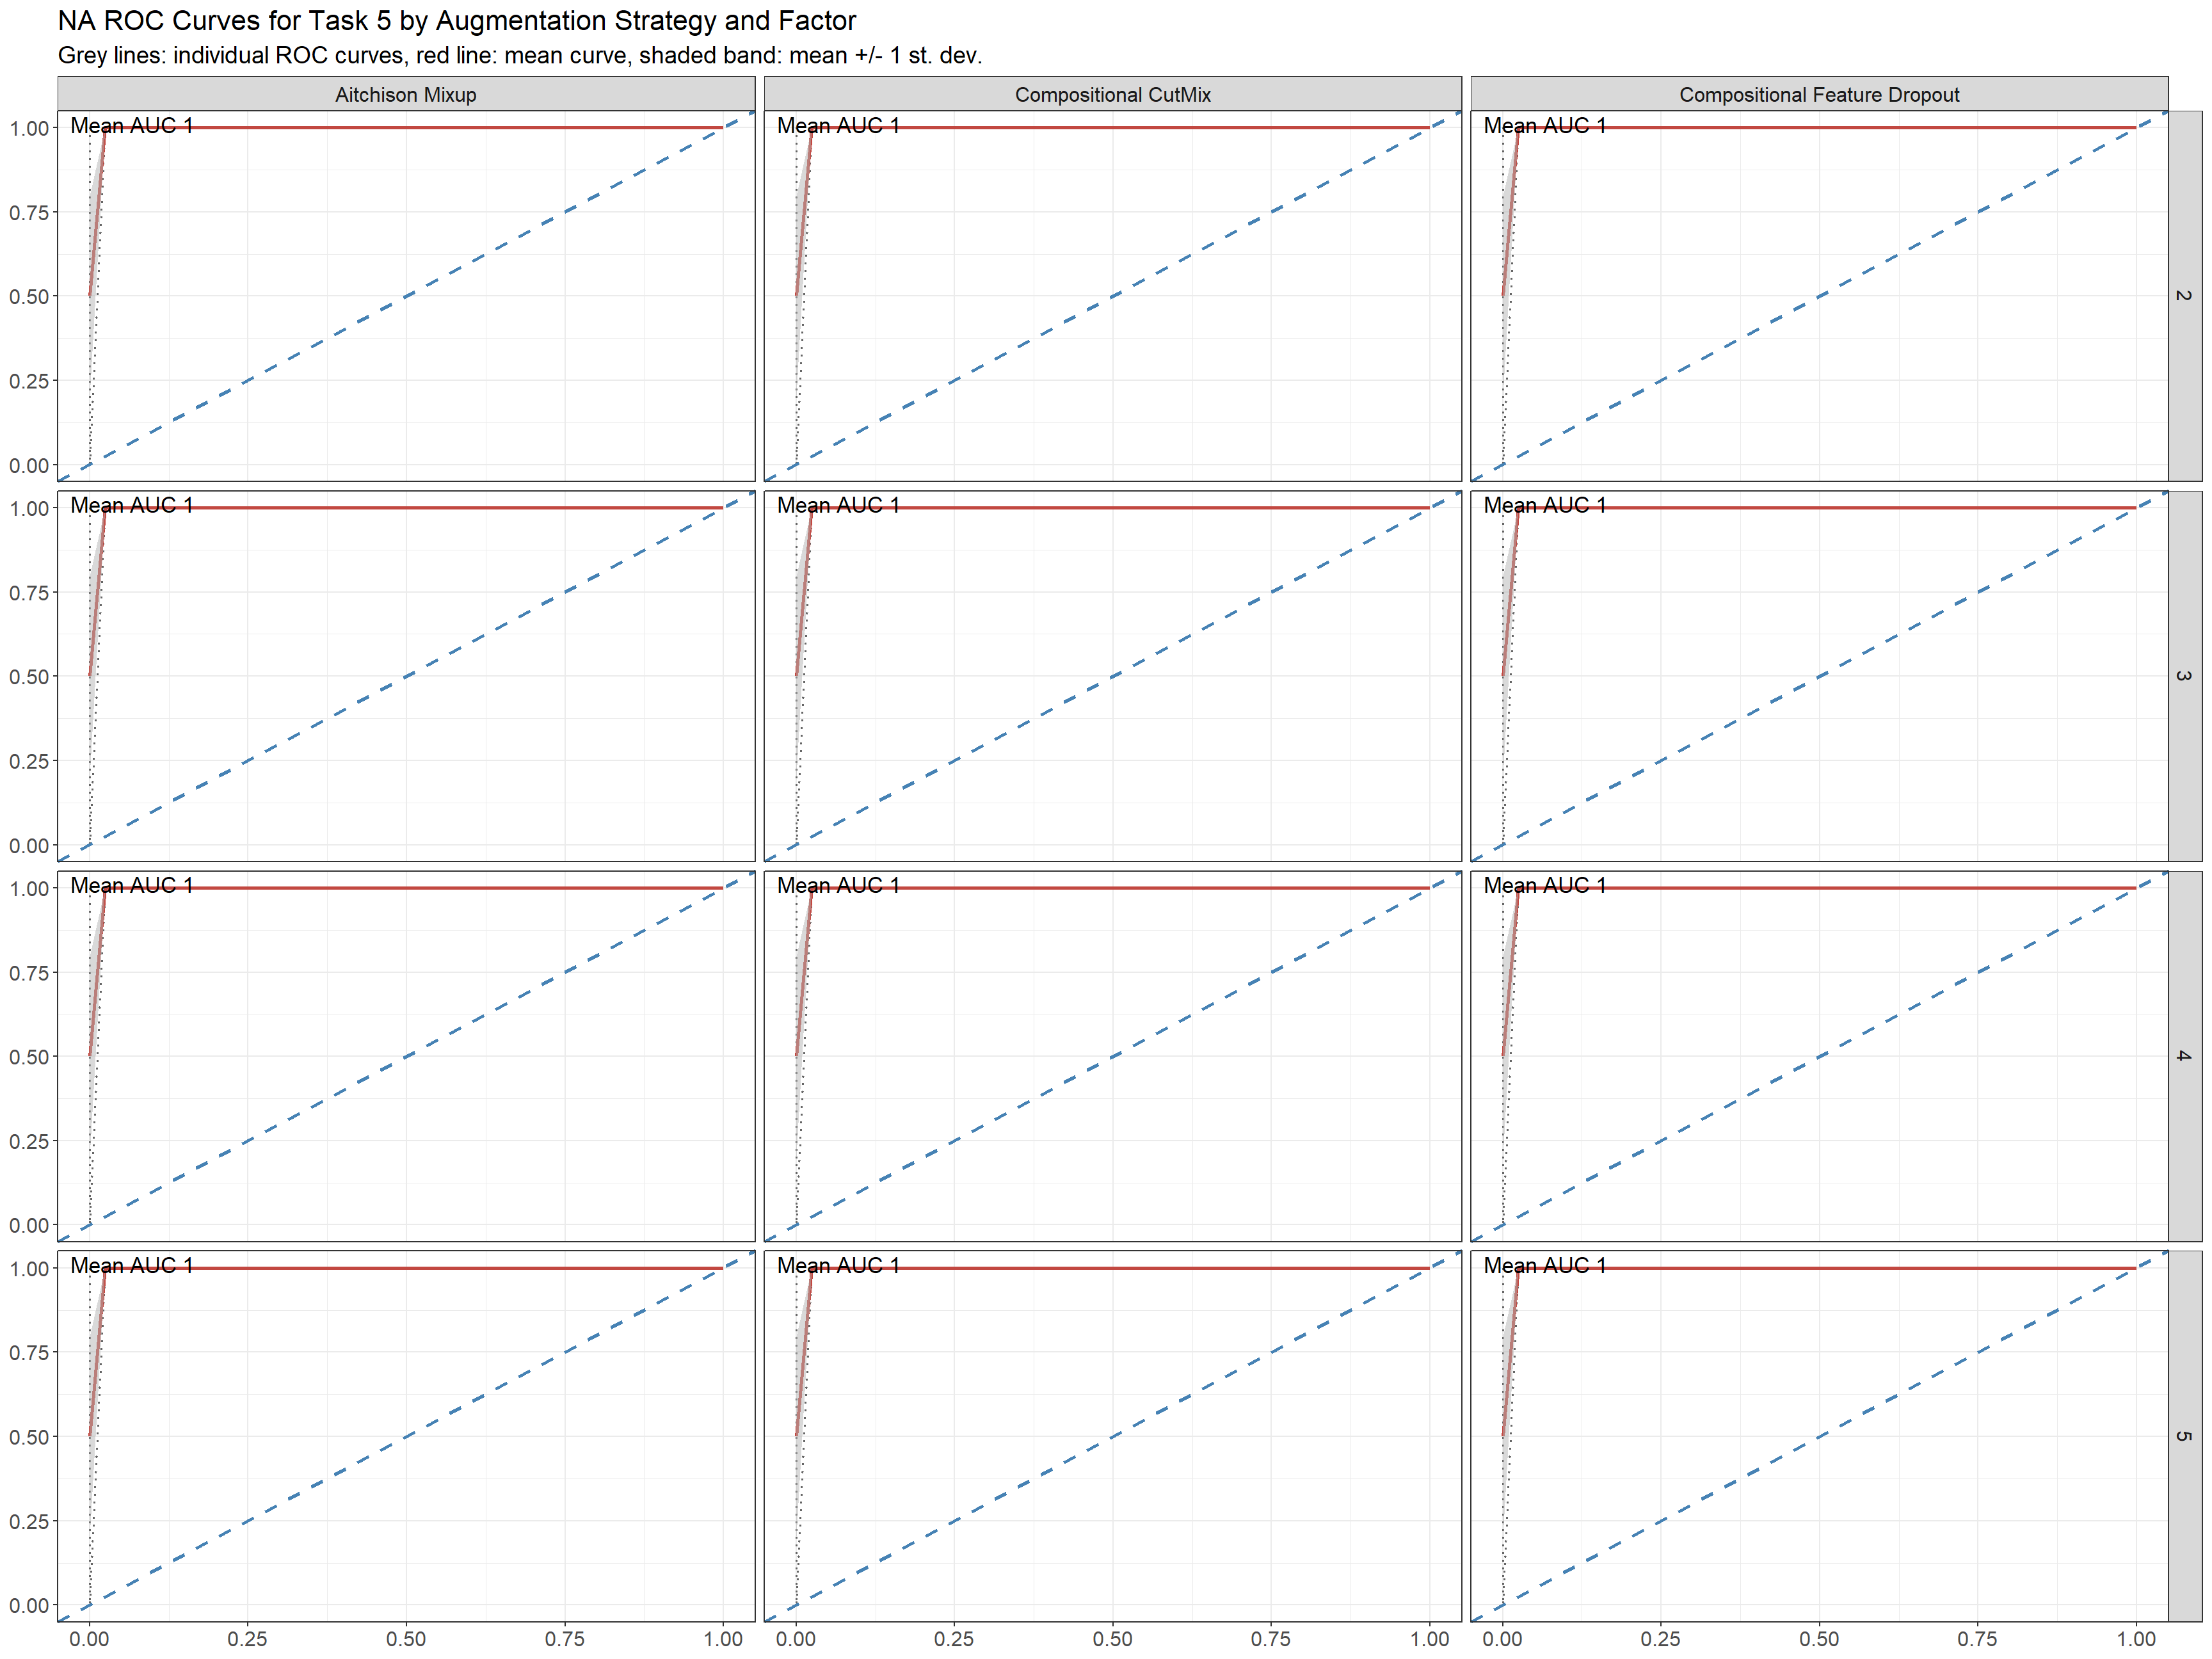 NA ROC Curves for Task 5 by Augmentation Strategy and Factor
Grey lines: individual ROC curves, red line: mean curve, shaded band: mean +/- 1 st. dev.
Aitchison Mixup
Compositional CutMix
Compositional Feature Dropout
1.00
Mean AUC 1
Mean AUC 1
Mean AUC 1
0.75
0.50
2
0.25
0.00
1.00
Mean AUC 1
Mean AUC 1
Mean AUC 1
0.75
0.50
3
0.25
0.00
1.00
Mean AUC 1
Mean AUC 1
Mean AUC 1
0.75
0.50
4
0.25
0.00
1.00
Mean AUC 1
Mean AUC 1
Mean AUC 1
0.75
0.50
5
0.25
0.00
0.00 0.25 0.50 0.75 1.00
0.00 0.25 0.50 0.75 1.00
0.00 0.25 0.50 0.75 1.00